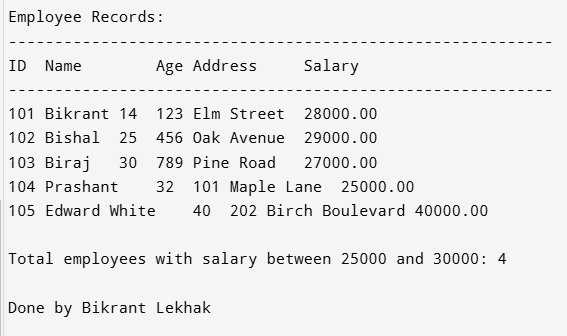 Employee Records:
-----------------------------------------------------------
ID  Name        Age Address     Salary
-----------------------------------------------------------
101 Bikrant 14  123 Elm Street  28000.00
102 Bishal  25  456 Oak Avenue  29000.00
103 Biraj   30  789 Pine Road   27000.00
104 Prashant    32  101 Maple Lane  25000.00
105 Edward White    40  202 Birch Boulevard 40000.00
Total employees with salary between 25000 and 30000: 4
Done by Bikrant Lekhak